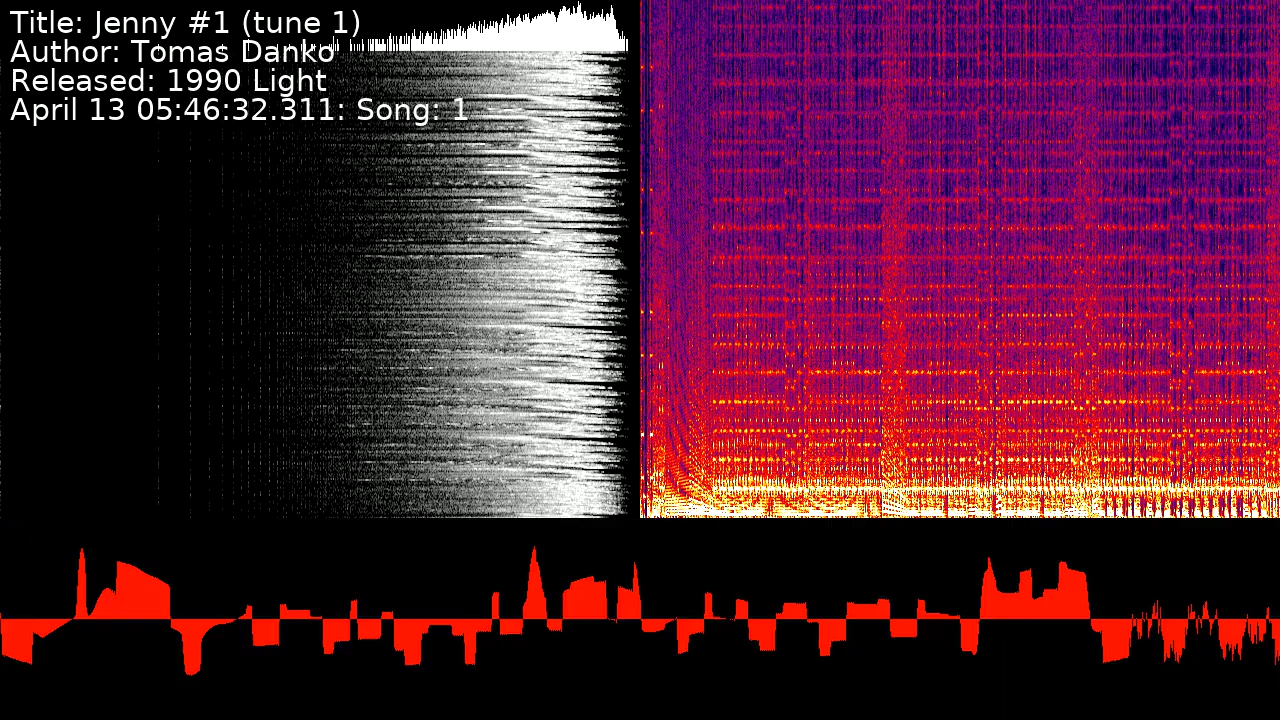 Title: Jenny #1 (tune 1)
Author: Tomas Danko
Released: 1990 Light
April 13 05:46:32.311: Song: 1